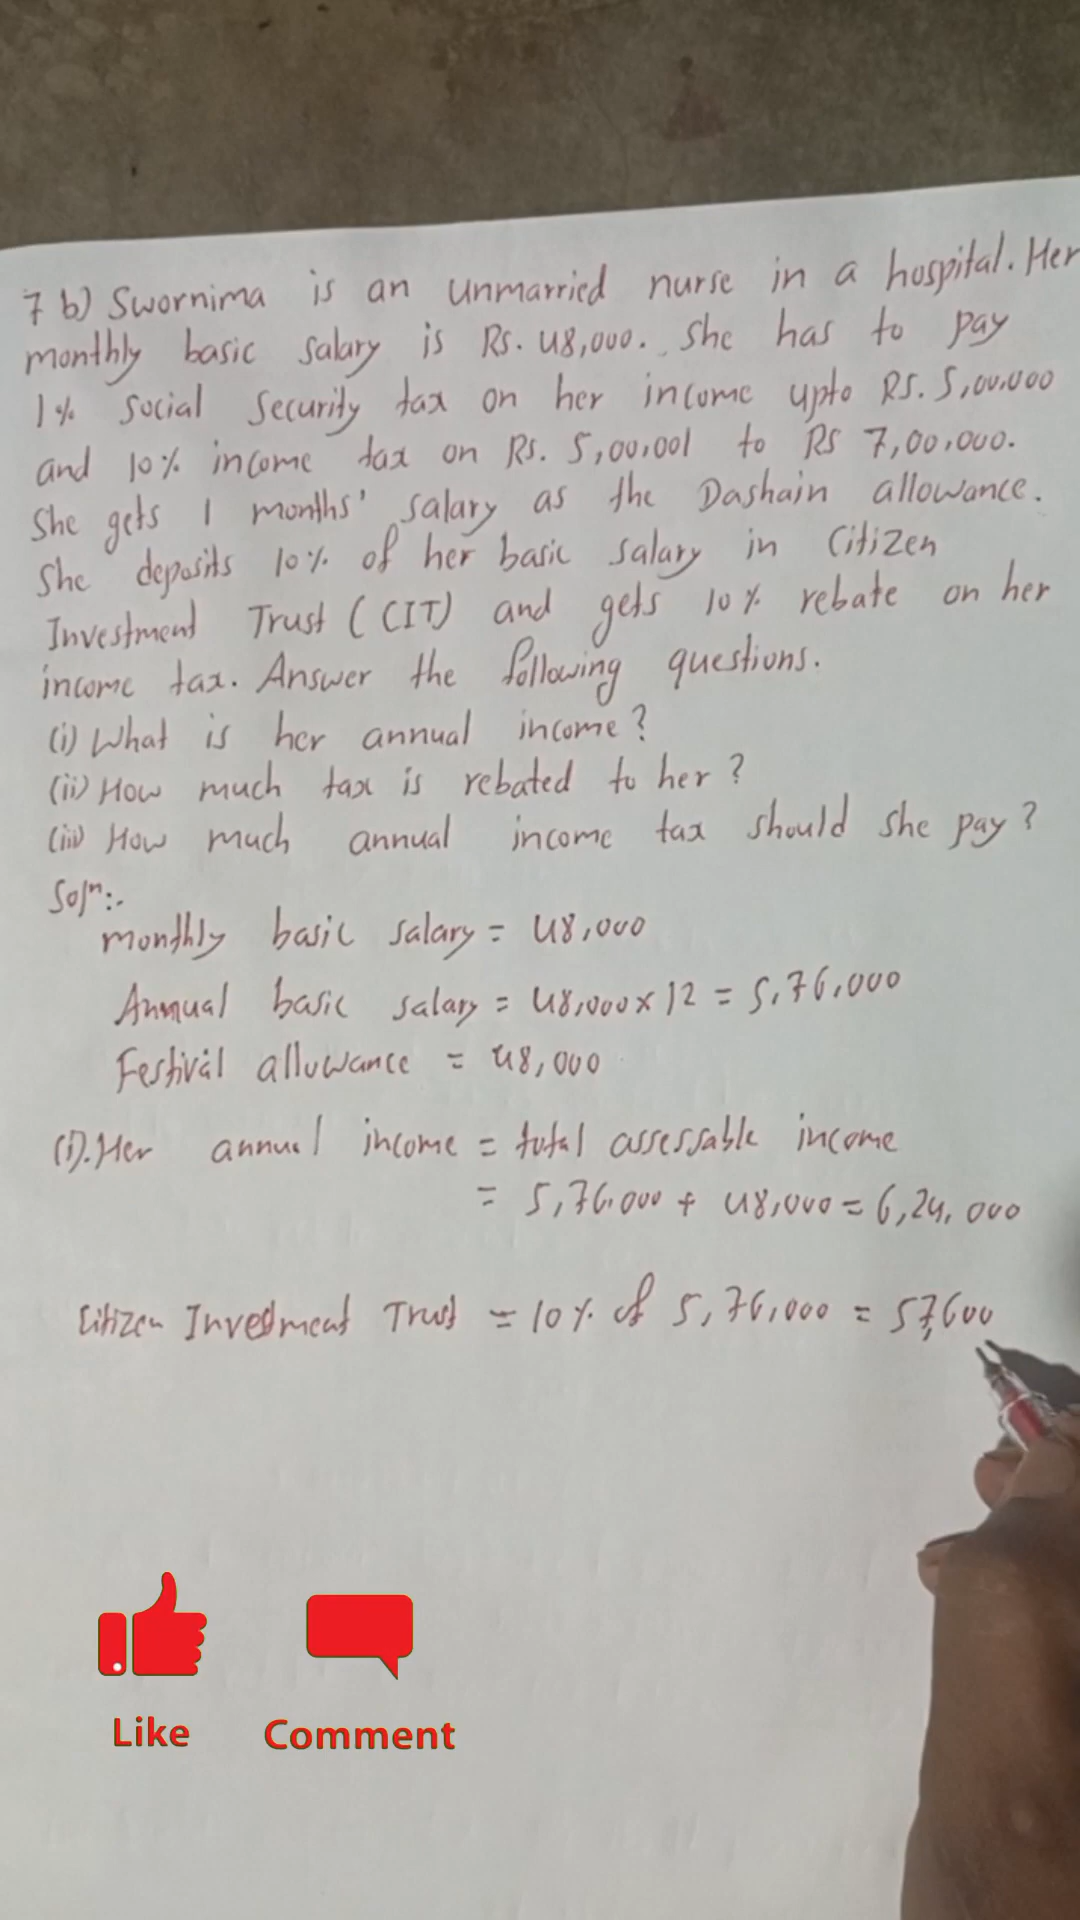 7 b) Swornima is an unmarried nurse in a hospital. Her
monthly basic salary is Rs. 48,000. She has to pay
1% Social Security tax on her income upto RS. 5,00,000
and 10% income tax on Rs. 5,00,001 to RS 7,00,000.
She gets 1 months' salary as the Dashain allowance.
She deposits 10% of her basic salary in Citizen
Investment Trust (CIT) and gets 10% rebate on her
income tax. Answer the following questions.
(i) What is her annual income?
(ii) How much tax is rebated to her?
(iii) How much annual income tax should she pay?
Solⁿ:-
monthly basic salary = 48,000
Annual basic salary = 48,000 x 12 = 5,76,000
Festival allowance = 48,000
(i). Her annual income = total assessable income
= 5,76,000 + 48,000 = 6,24,000
Citizen Investment Trust = 10% of 5,76,000 = 57,600
Like
Comment